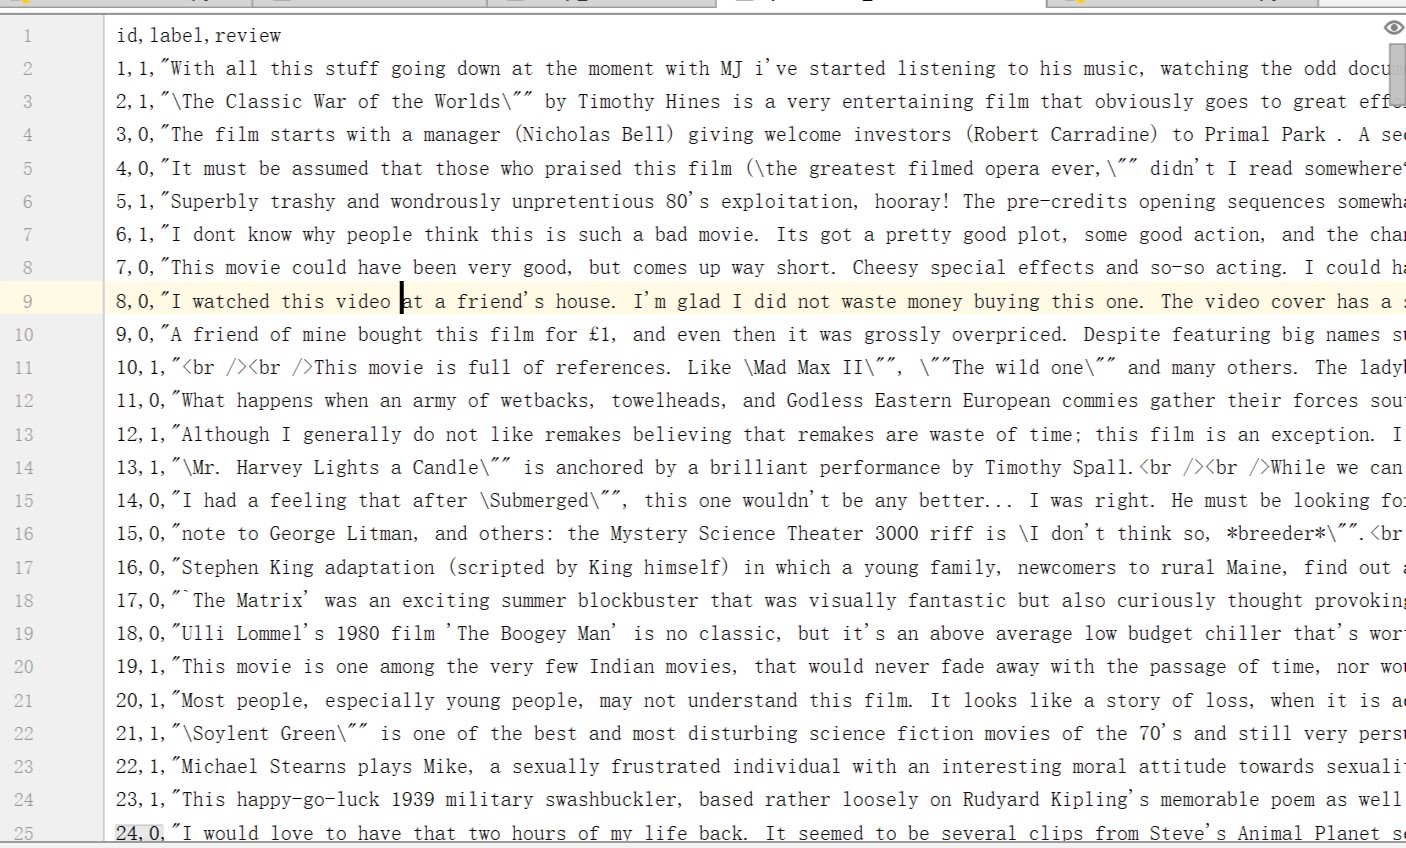 1 id,label,review
2 1,1,"With all this stuff going down at the moment with MJ i've started listening to his music, watching the odd
3 2,1,"\The Classic War of the Worlds\"" by Timothy Hines is a very entertaining film that obviously goes to great
4 3,0,"The film starts with a manager (Nicholas Bell) giving welcome investors (Robert Carradine) to Primal Park . A
5 4,0,"It must be assumed that those who praised this film (\the greatest filmed opera ever,\"" didn't I read somewhere
6 5,1,"Superbly trashy and wondrously unpretentious 80's exploitation, hooray! The pre-credits opening sequences
7 6,1,"I dont know why people think this is such a bad movie. Its got a pretty good plot, some good action, and the
8 7,0,"This movie could have been very good, but comes up way short. Cheesy special effects and so-so acting. I could
9 8,0,"I watched this video at a friend's house. I'm glad I did not waste money buying this one. The video cover has a
10 9,0,"A friend of mine bought this film for £1, and even then it was grossly overpriced. Despite featuring big names
11 10,1,"<br /><br />This movie is full of references. Like \Mad Max II\"", \""The wild one\"" and many others. The
12 11,0,"What happens when an army of wetbacks, towelheads, and Godless Eastern European commies gather their forces
13 12,1,"Although I generally do not like remakes believing that remakes are waste of time; this film is an exception. I
14 13,1,"\Mr. Harvey Lights a Candle\"" is anchored by a brilliant performance by Timothy Spall.<br /><br />While we can
15 14,0,"I had a feeling that after \Submerged\"", this one wouldn't be any better... I was right. He must be looking
16 15,0,"note to George Litman, and others: the Mystery Science Theater 3000 riff is \I don't think so, *breeder*\"".<br
17 16,0,"Stephen King adaptation (scripted by King himself) in which a young family, newcomers to rural Maine, find out
18 17,0,"`The Matrix' was an exciting summer blockbuster that was visually fantastic but also curiously thought provoking
19 18,0,"Ulli Lommel's 1980 film 'The Boogey Man' is no classic, but it's an above average low budget chiller that's
20 19,1,"This movie is one among the very few Indian movies, that would never fade away with the passage of time, nor
21 20,1,"Most people, especially young people, may not understand this film. It looks like a story of loss, when it is
22 21,1,"\Soylent Green\"" is one of the best and most disturbing science fiction movies of the 70's and still very
23 22,1,"Michael Stearns plays Mike, a sexually frustrated individual with an interesting moral attitude towards
24 23,1,"This happy-go-luck 1939 military swashbuckler, based rather loosely on Rudyard Kipling's memorable poem as well
25 24,0,"I would love to have that two hours of my life back. It seemed to be several clips from Steve's Animal Planet